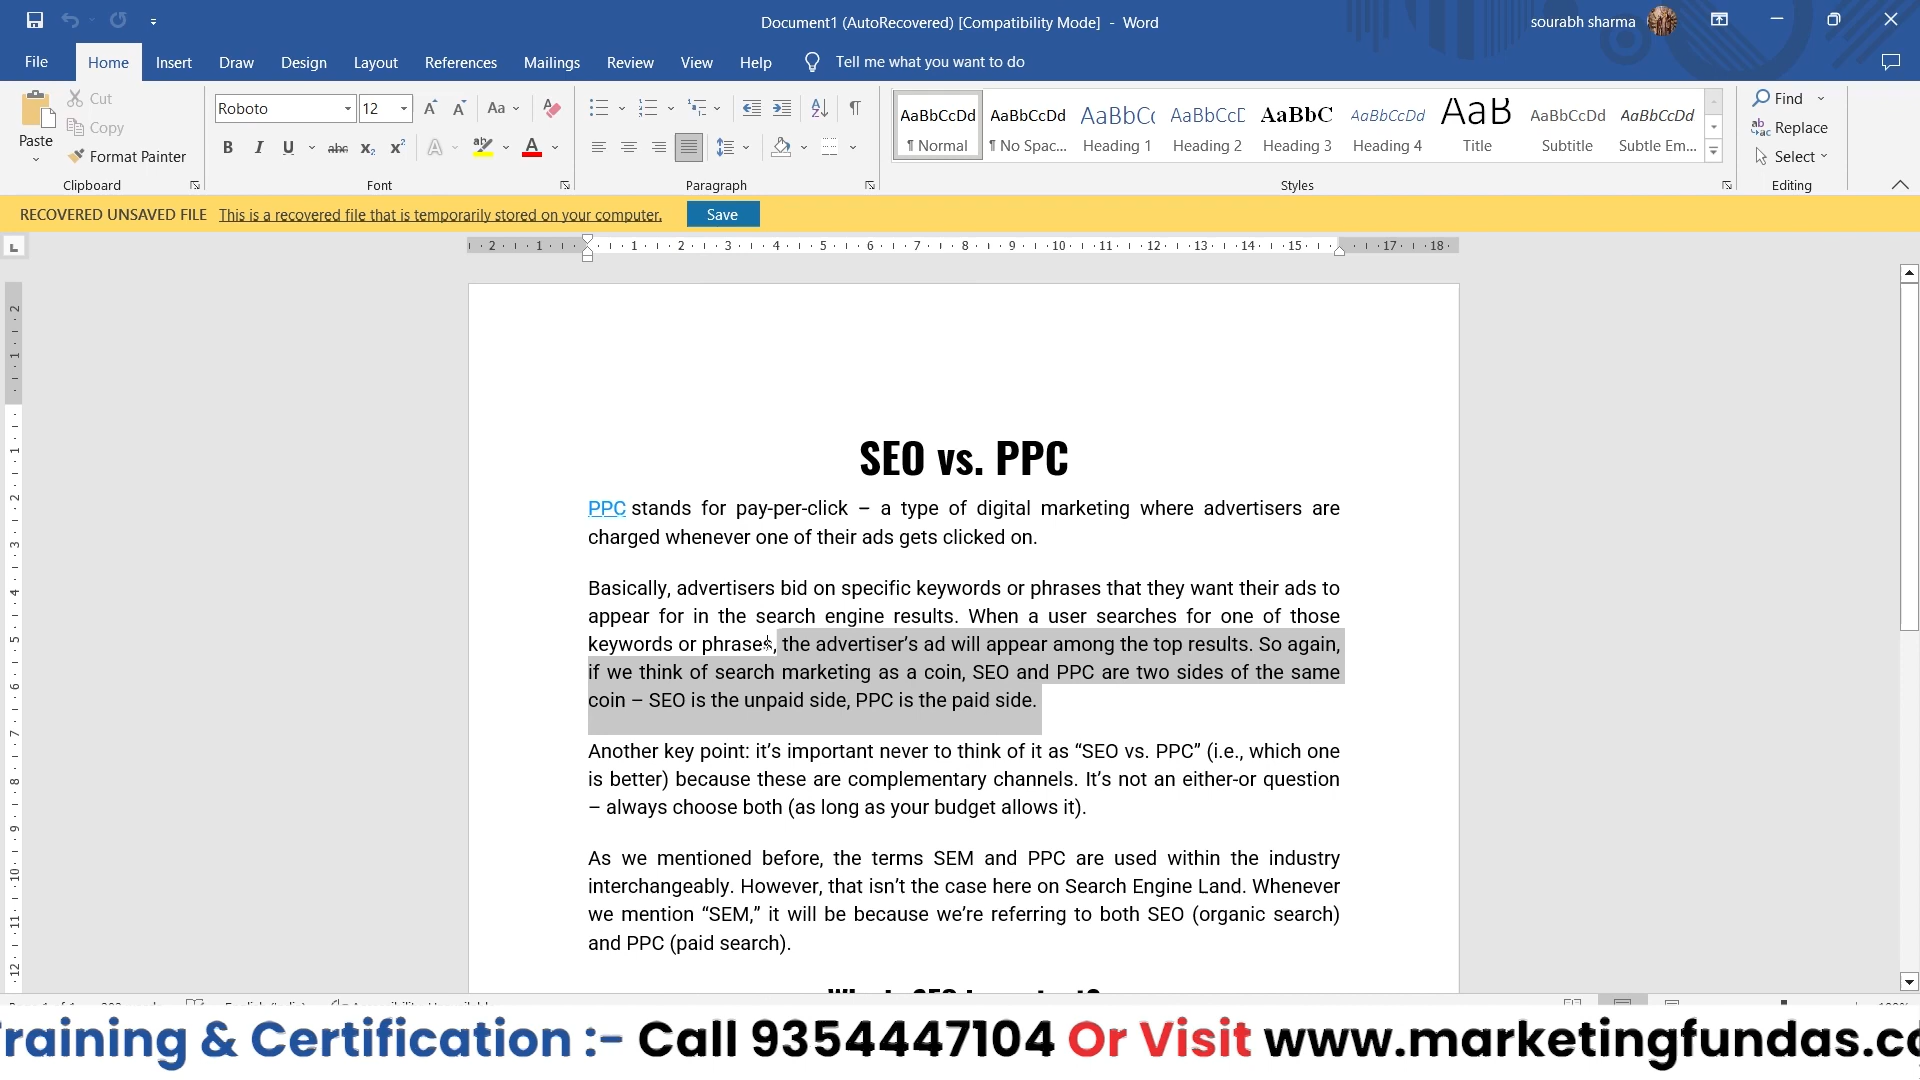 Document1 (AutoRecovered) [Compatibility Mode] - Word
sourabh sharma
File Home Insert Draw Design Layout References Mailings Review View Help Tell me what you want to do
Paste
Cut
Copy
Format Painter
Clipboard
Roboto 12
Font
Paragraph
AaBbCcDd AaBbCcDd AaBbC AaBbC AaBbCcDd AaB AaBbCcDd AaBbCcDd
¶ Normal ¶ No Spac... Heading 1 Heading 2 Heading 3 Heading 4 Title Subtitle Subtle Em...
Styles
Find
Replace
Select
Editing
RECOVERED UNSAVED FILE This is a recovered file that is temporarily stored on your computer. Save
SEO vs. PPC
PPC stands for pay-per-click – a type of digital marketing where advertisers are
charged whenever one of their ads gets clicked on.
Basically, advertisers bid on specific keywords or phrases that they want their ads to
appear for in the search engine results. When a user searches for one of those
keywords or phrases, the advertiser’s ad will appear among the top results. So again,
if we think of search marketing as a coin, SEO and PPC are two sides of the same
coin – SEO is the unpaid side, PPC is the paid side.
Another key point: it’s important never to think of it as “SEO vs. PPC” (i.e., which one
is better) because these are complementary channels. It’s not an either-or question
– always choose both (as long as your budget allows it).
As we mentioned before, the terms SEM and PPC are used within the industry
interchangeably. However, that isn’t the case here on Search Engine Land. Whenever
we mention “SEM,” it will be because we’re referring to both SEO (organic search)
and PPC (paid search).
raining & Certification :- Call 9354447104 Or Visit www.marketingfundas.co